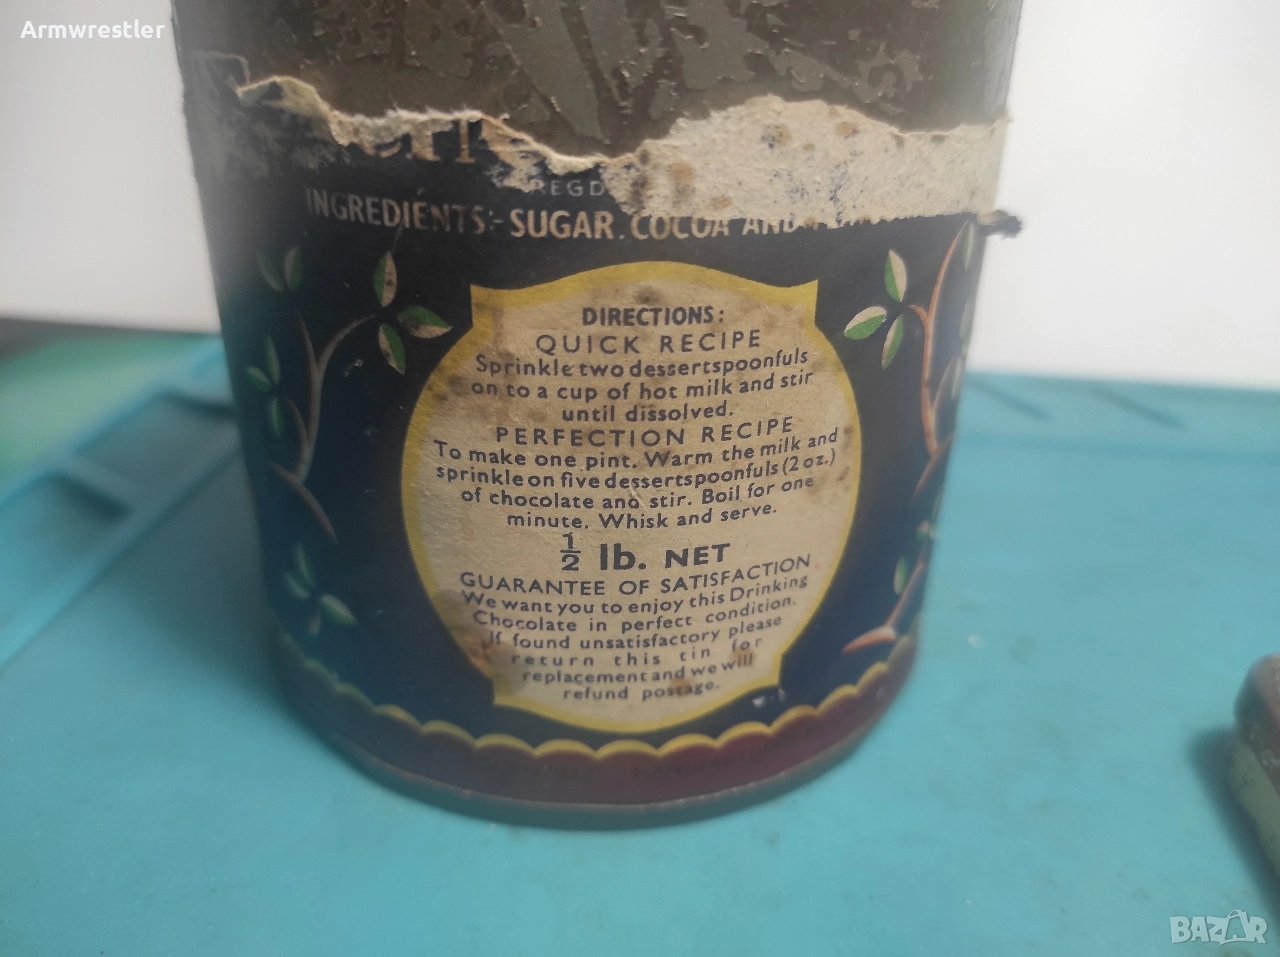 Armwrestler
REGD
INGREDIENTS:- SUGAR. COCOA AND
DIRECTIONS:
QUICK RECIPE
Sprinkle two dessertspoonfuls
on to a cup of hot milk and stir
until dissolved.
PERFECTION RECIPE
To make one pint. Warm the milk and
sprinkle on five dessertspoonfuls (2 oz.)
of chocolate and stir. Boil for one
minute. Whisk and serve.
½ lb. NET
GUARANTEE OF SATISFACTION
We want you to enjoy this Drinking
Chocolate in perfect condition.
If found unsatisfactory please
return this tin for
replacement and we will
refund postage.
BAZAR